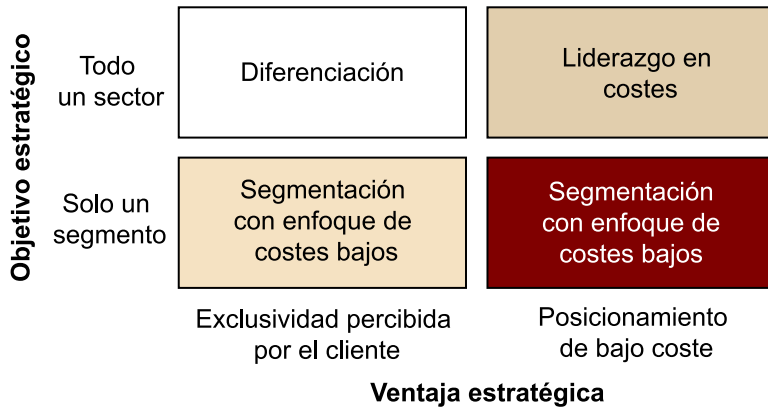 Objetivo estratégico
Todo
un sector
Diferenciación
Liderazgo en
costes
Solo un
segmento
Segmentación
con enfoque de
costes bajos
Segmentación
con enfoque de
costes bajos
Exclusividad percibida
por el cliente
Posicionamiento
de bajo coste
Ventaja estratégica